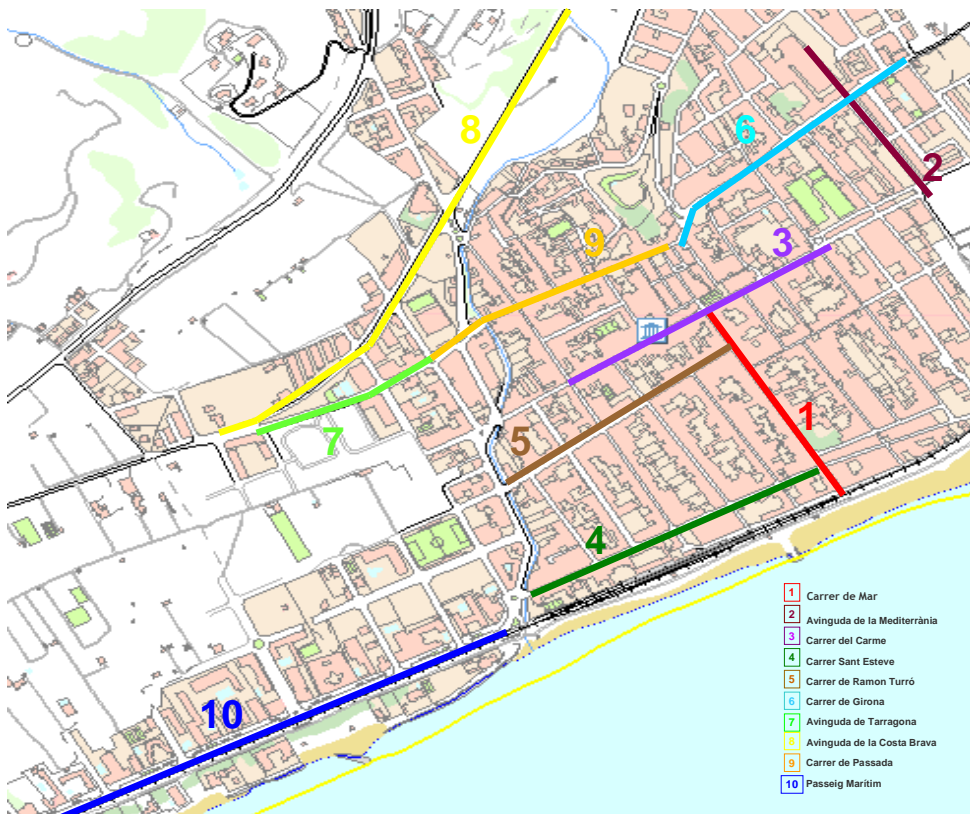 8
6
2
9
3
1
5
7
4
10
1 Carrer de Mar
2 Avinguda de la Mediterrània
3 Carrer del Carme
4 Carrer Sant Esteve
5 Carrer de Ramon Turró
6 Carrer de Girona
7 Avinguda de Tarragona
8 Avinguda de la Costa Brava
9 Carrer de Passada
10 Passeig Marítim